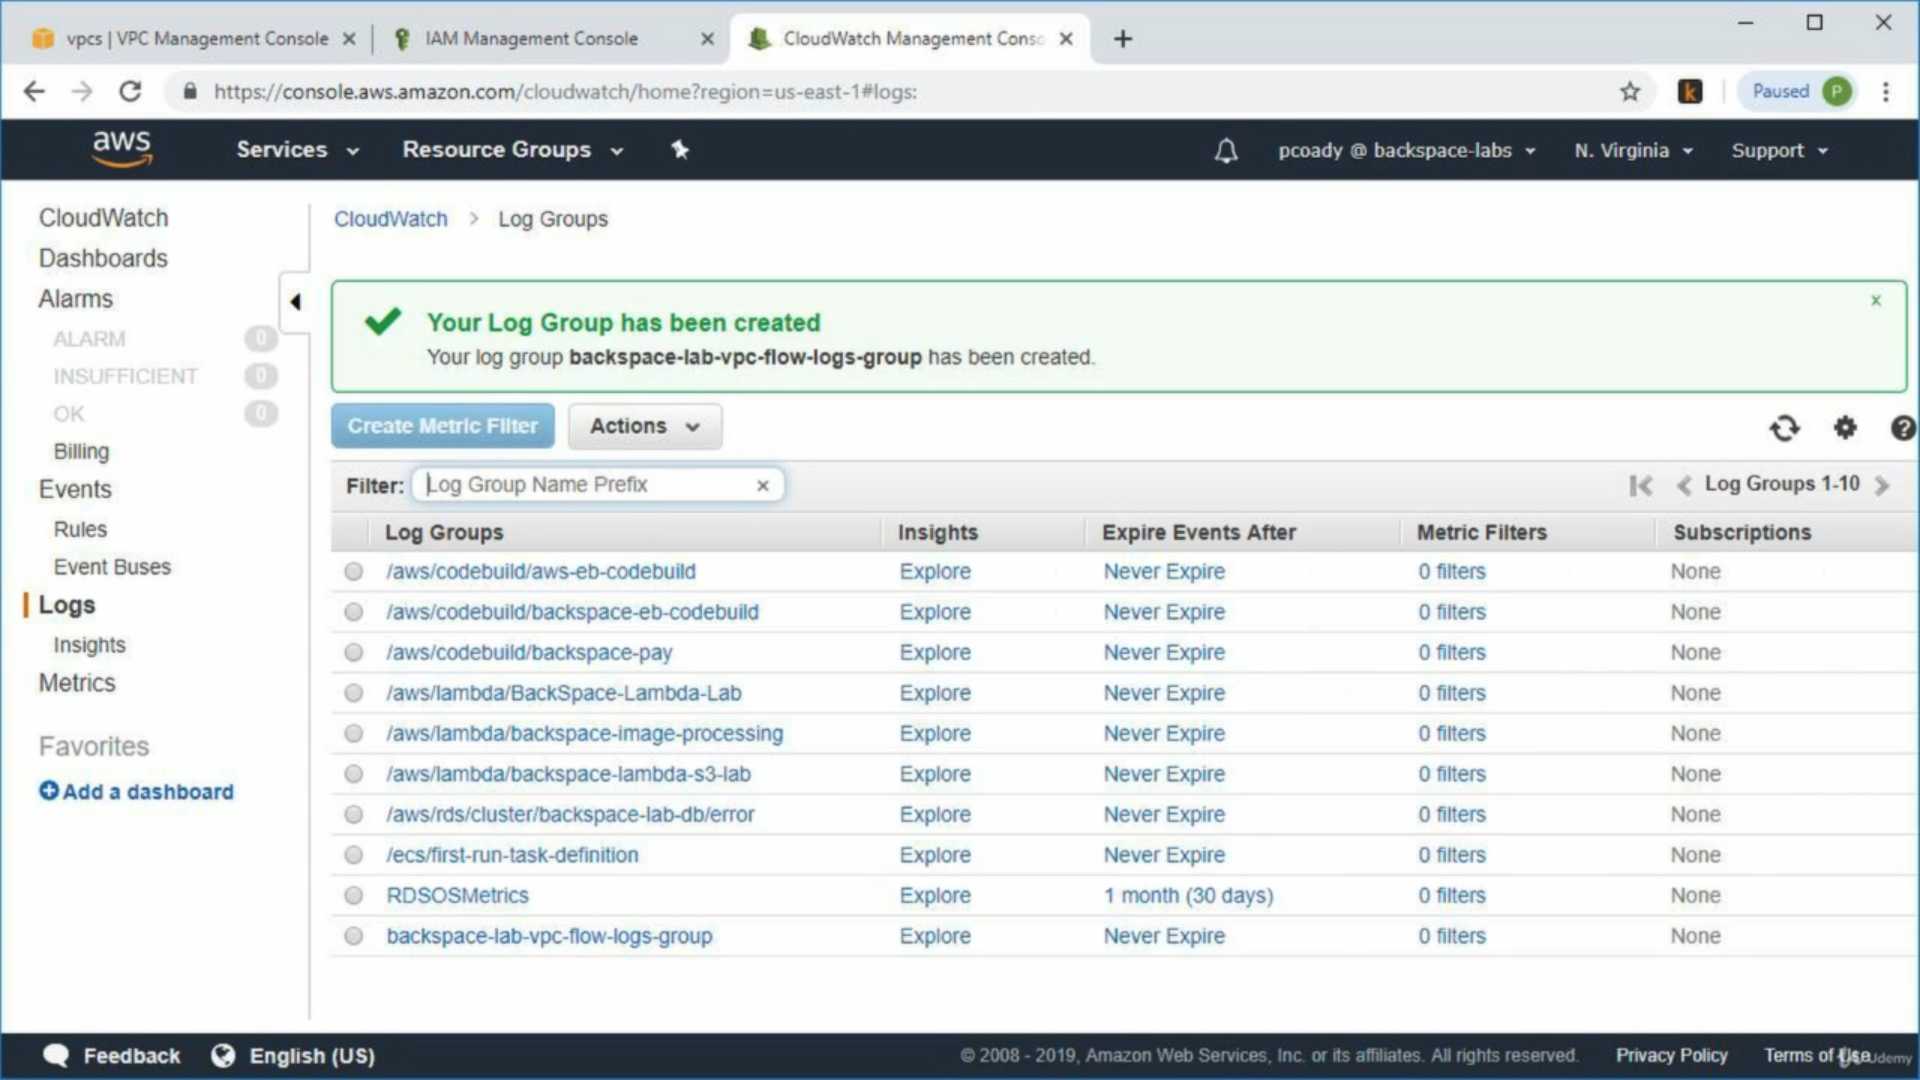 vpcs | VPC Management Console
IAM Management Console
CloudWatch Management Conso
https://console.aws.amazon.com/cloudwatch/home?region=us-east-1#logs:
k
Paused
P
aws
Services
Resource Groups
pcoady @ backspace-labs
N. Virginia
Support
CloudWatch
Dashboards
Alarms
ALARM 0
INSUFFICIENT 0
OK 0
Billing
Events
Rules
Event Buses
Logs
Insights
Metrics
Favorites
Add a dashboard
CloudWatch > Log Groups
Your Log Group has been created
Your log group backspace-lab-vpc-flow-logs-group has been created.
x
Create Metric Filter
Actions
Filter: Log Group Name Prefix
Log Groups 1-10
Log Groups Insights Expire Events After Metric Filters Subscriptions
/aws/codebuild/aws-eb-codebuild Explore Never Expire 0 filters None
/aws/codebuild/backspace-eb-codebuild Explore Never Expire 0 filters None
/aws/codebuild/backspace-pay Explore Never Expire 0 filters None
/aws/lambda/BackSpace-Lambda-Lab Explore Never Expire 0 filters None
/aws/lambda/backspace-image-processing Explore Never Expire 0 filters None
/aws/lambda/backspace-lambda-s3-lab Explore Never Expire 0 filters None
/aws/rds/cluster/backspace-lab-db/error Explore Never Expire 0 filters None
/ecs/first-run-task-definition Explore Never Expire 0 filters None
RDSOSMetrics Explore 1 month (30 days) 0 filters None
backspace-lab-vpc-flow-logs-group Explore Never Expire 0 filters None
Feedback
English (US)
© 2008 - 2019, Amazon Web Services, Inc. or its affiliates. All rights reserved.
Privacy Policy
Terms of Use
Udemy